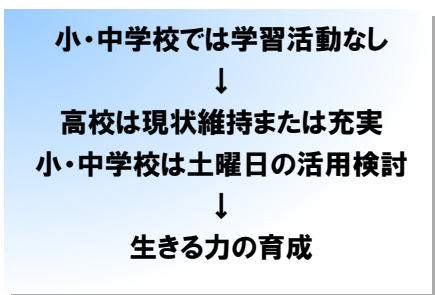 小・中学校では学習活動なし
↓
高校は現状維持または充実
小・中学校は土曜日の活用検討
↓
生きる力の育成